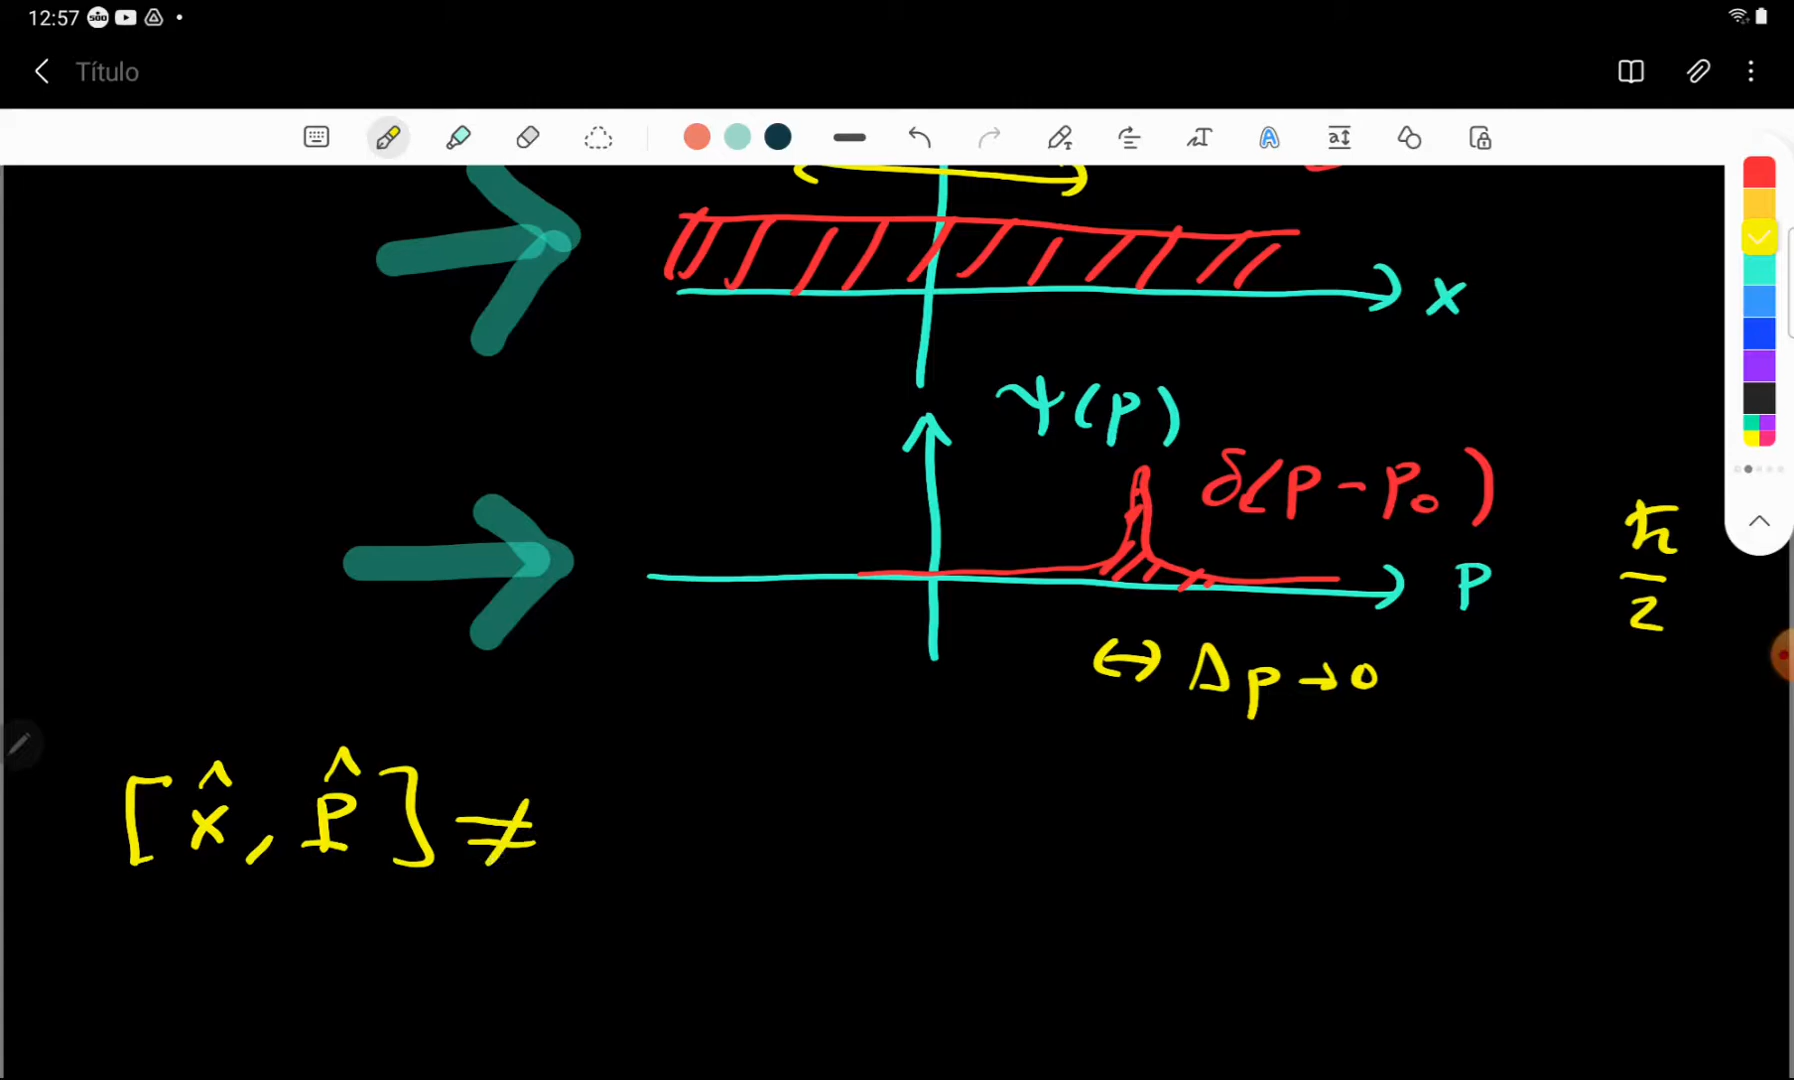 12:57
Título
x
ψ(p)
δ(p-p₀)
p
ħ/2
↔ Δp→0
[x̂, p̂] ≠